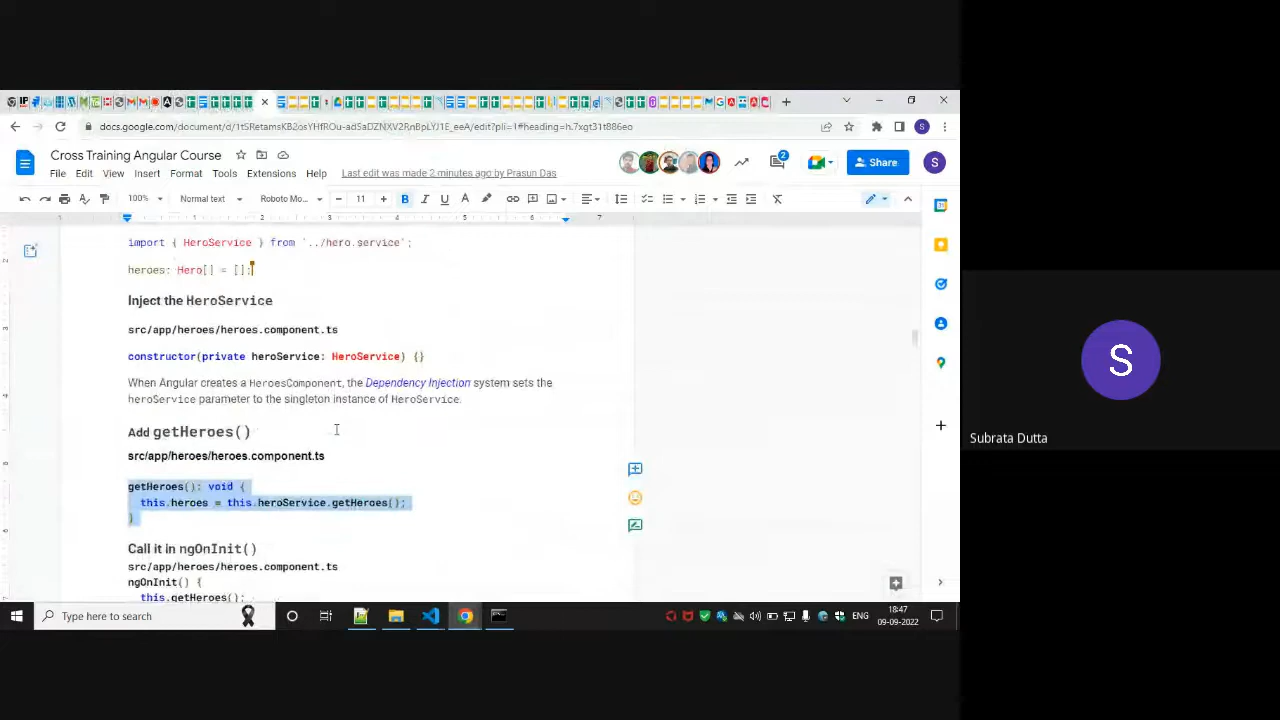 docs.google.com/document/d/1tSRetamsKB2osYHfROu-adSaDZNXV2RnBpLYJ1E_eeA/edit?pli=1#heading=h.7xgt31t886eo
S
Cross Training Angular Course
2
Share
S
File Edit View Insert Format Tools Extensions Help Last edit was made 2 minutes ago by Prasun Das
100% Normal text Roboto Mo... 11 B I U A
import { HeroService } from '../hero.service';
heroes: Hero[] = [];
Inject the HeroService
src/app/heroes/heroes.component.ts
constructor(private heroService: HeroService) {}
When Angular creates a HeroesComponent, the Dependency Injection system sets the
heroService parameter to the singleton instance of HeroService.
Add getHeroes()
src/app/heroes/heroes.component.ts
getHeroes(): void {
this.heroes = this.heroService.getHeroes();
}
Call it in ngOnInit()
src/app/heroes/heroes.component.ts
ngOnInit() {
this.getHeroes();
Type here to search
ENG
18:47
09-09-2022
S
Subrata Dutta